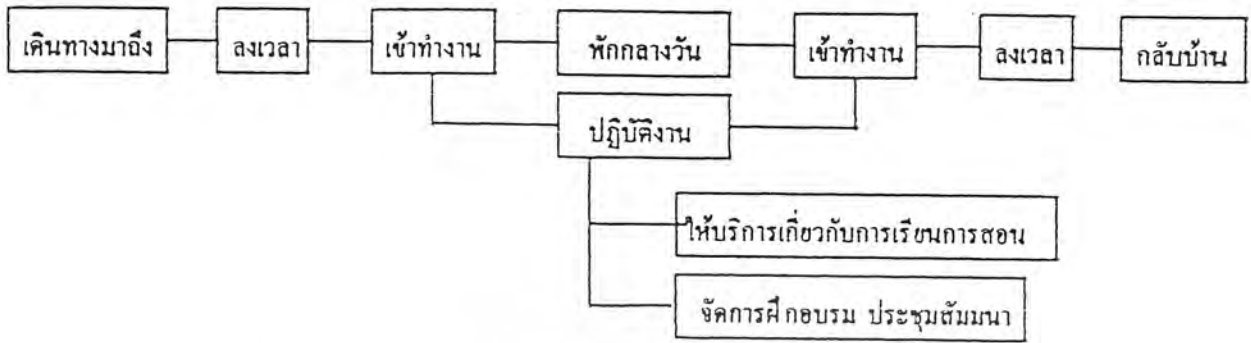 เดินทางมาถึง ลงเวลา เข้าทำงาน พักกลางวัน เข้าทำงาน ลงเวลา กลับบ้าน
ปฏิบัติงาน
ให้บริการเกี่ยวกับการเรียนการสอน
จัดการฝึกอบรม ประชุมสัมมนา